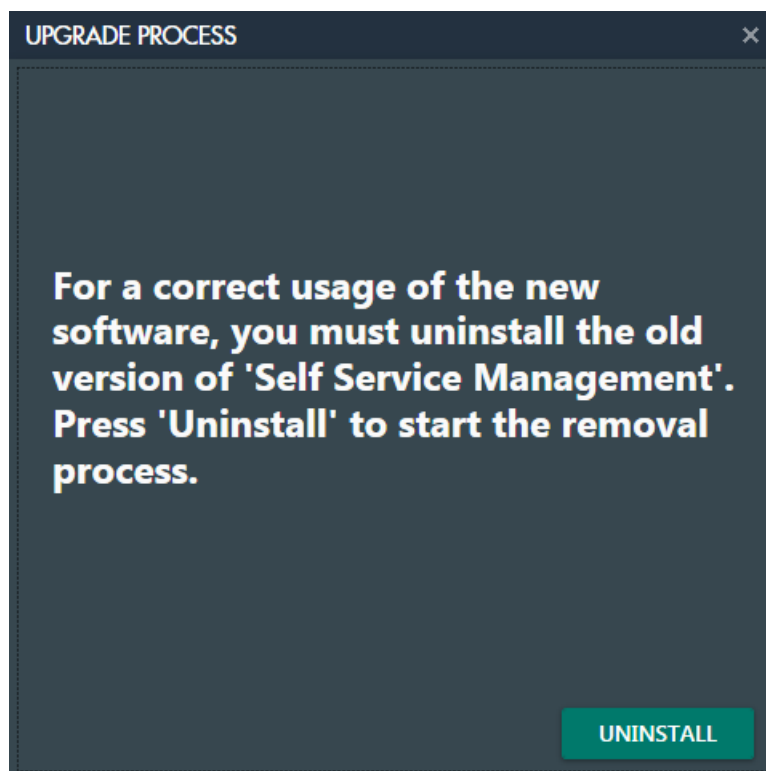 UPGRADE PROCESS
For a correct usage of the new
software, you must uninstall the old
version of 'Self Service Management'.
Press 'Uninstall' to start the removal
process.
UNINSTALL